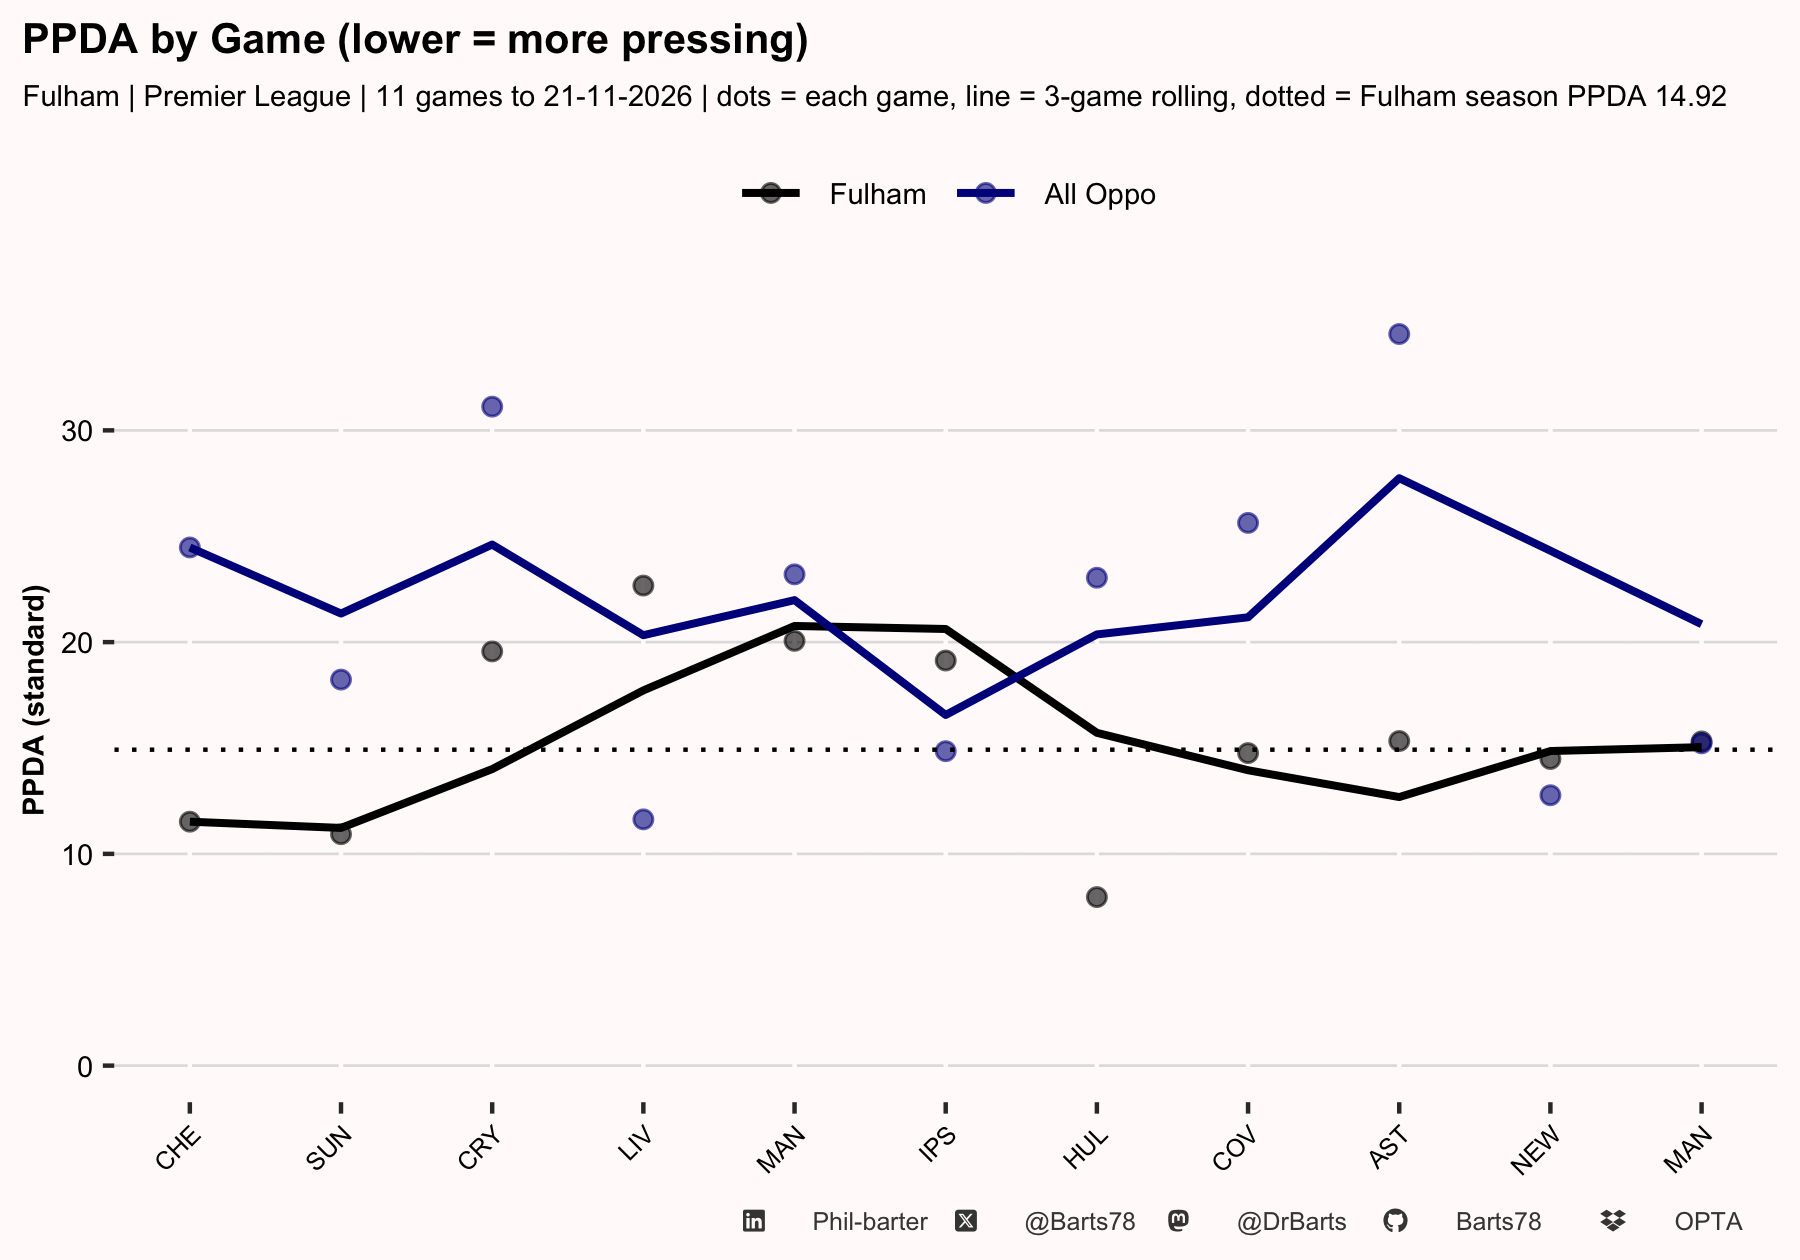 PPDA by Game (lower = more pressing)
Fulham | Premier League | 11 games to 21-11-2026 | dots = each game, line = 3-game rolling, dotted = Fulham season PPDA 14.92
Fulham All Oppo
PPDA (standard)
30
20
10
0
CHE SUN CRY LIV MAN IPS HUL COV AST NEW MAN
Phil-barter @Barts78 @DrBarts Barts78 OPTA